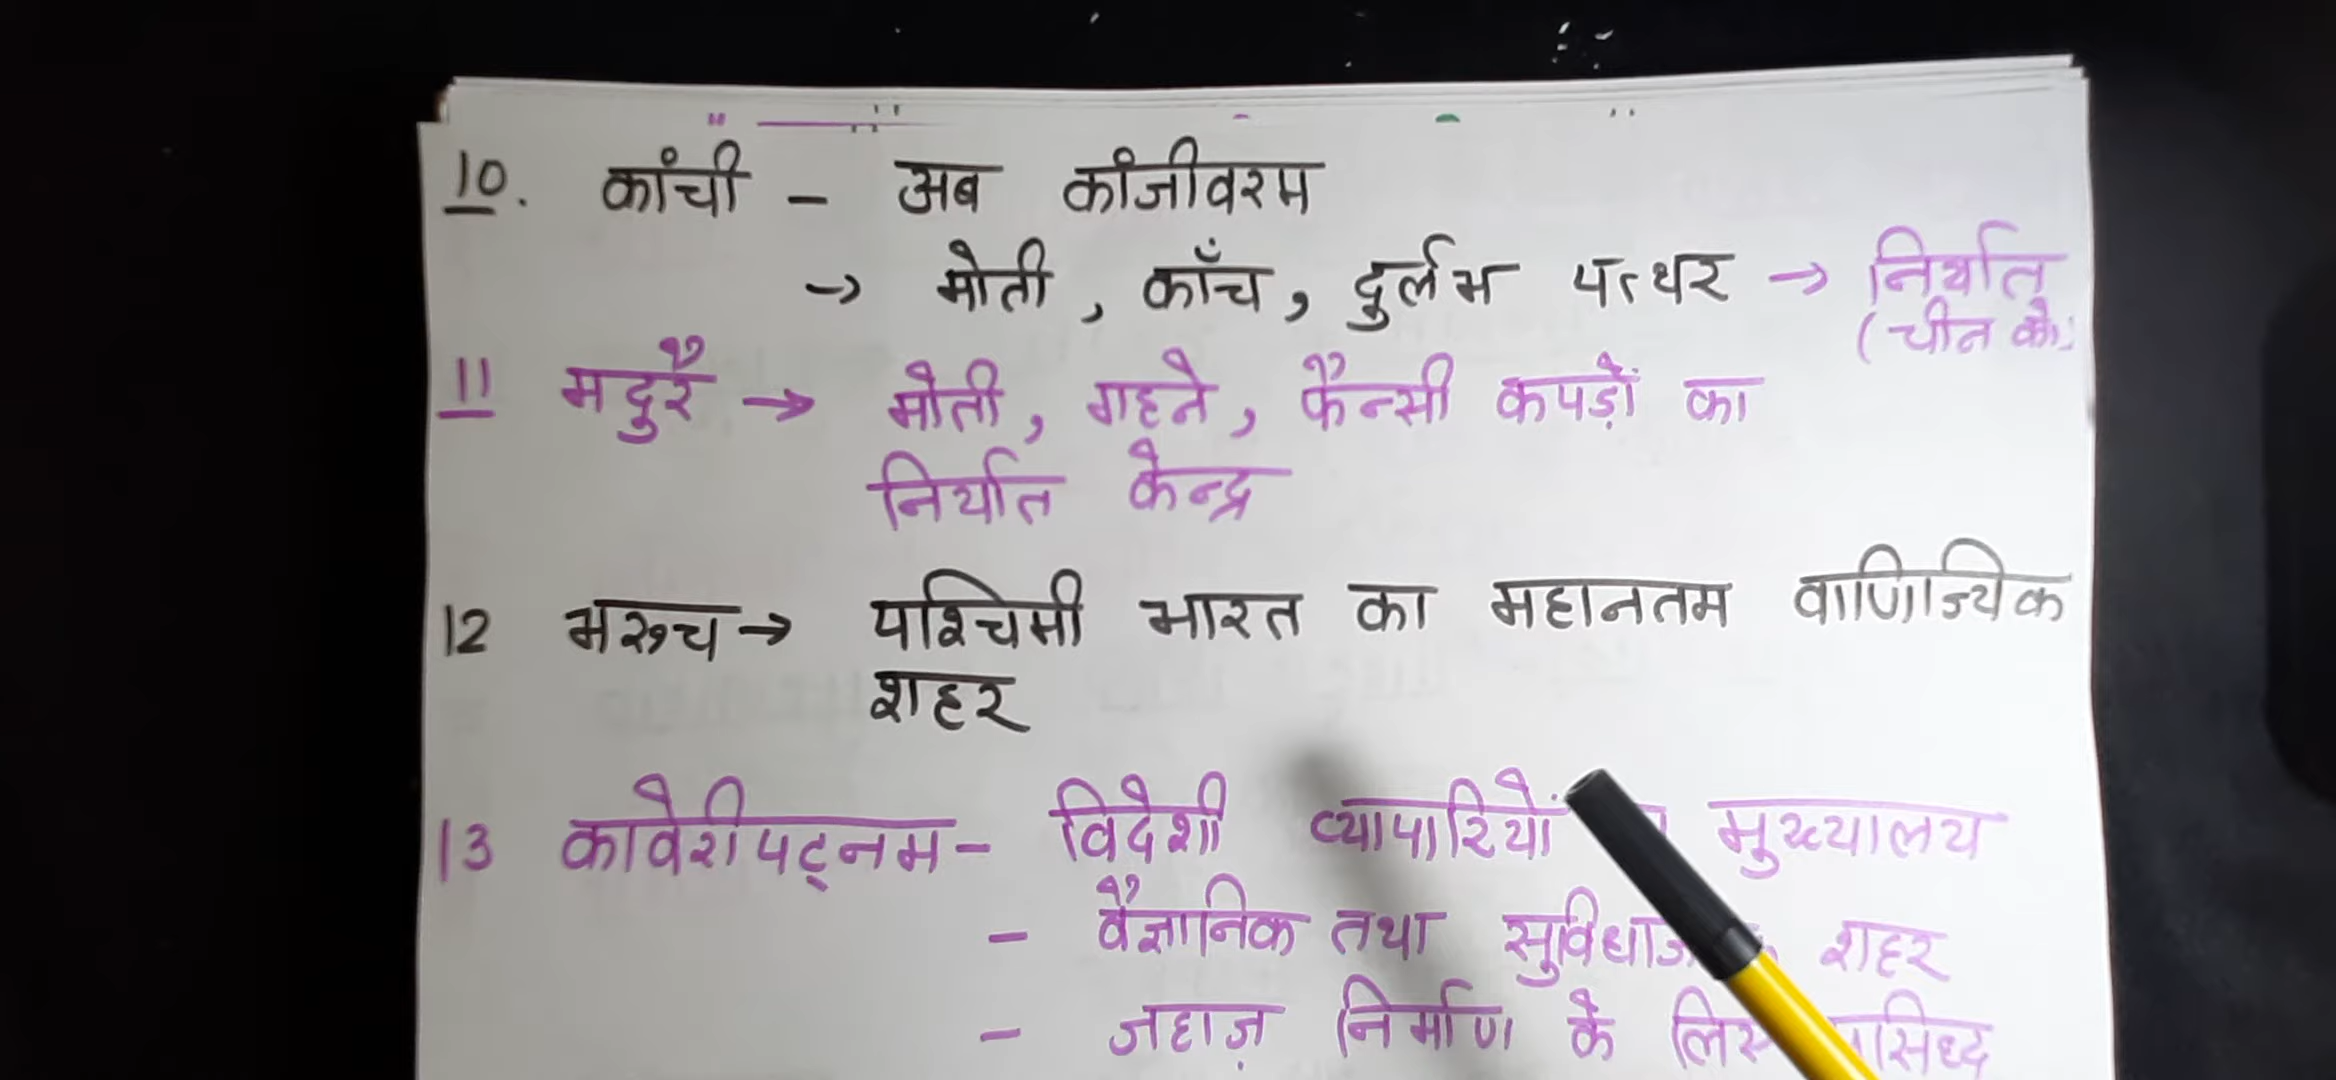 10. कांची - अब कांजीवरम
→ मोती, काँच, दुर्लभ पत्थर → निर्यात
(चीन को)
11 मदुरै → मोती, गहने, फैन्सी कपड़ों का
निर्यात केन्द्र
12 भरूच → पश्चिमी भारत का महानतम वाणिज्यिक
शहर
13 कावेरीपट्नम - विदेशी व्यापारियों मुख्यालय
- वैज्ञानिक तथा शहर
- जहाज़ निर्माण के